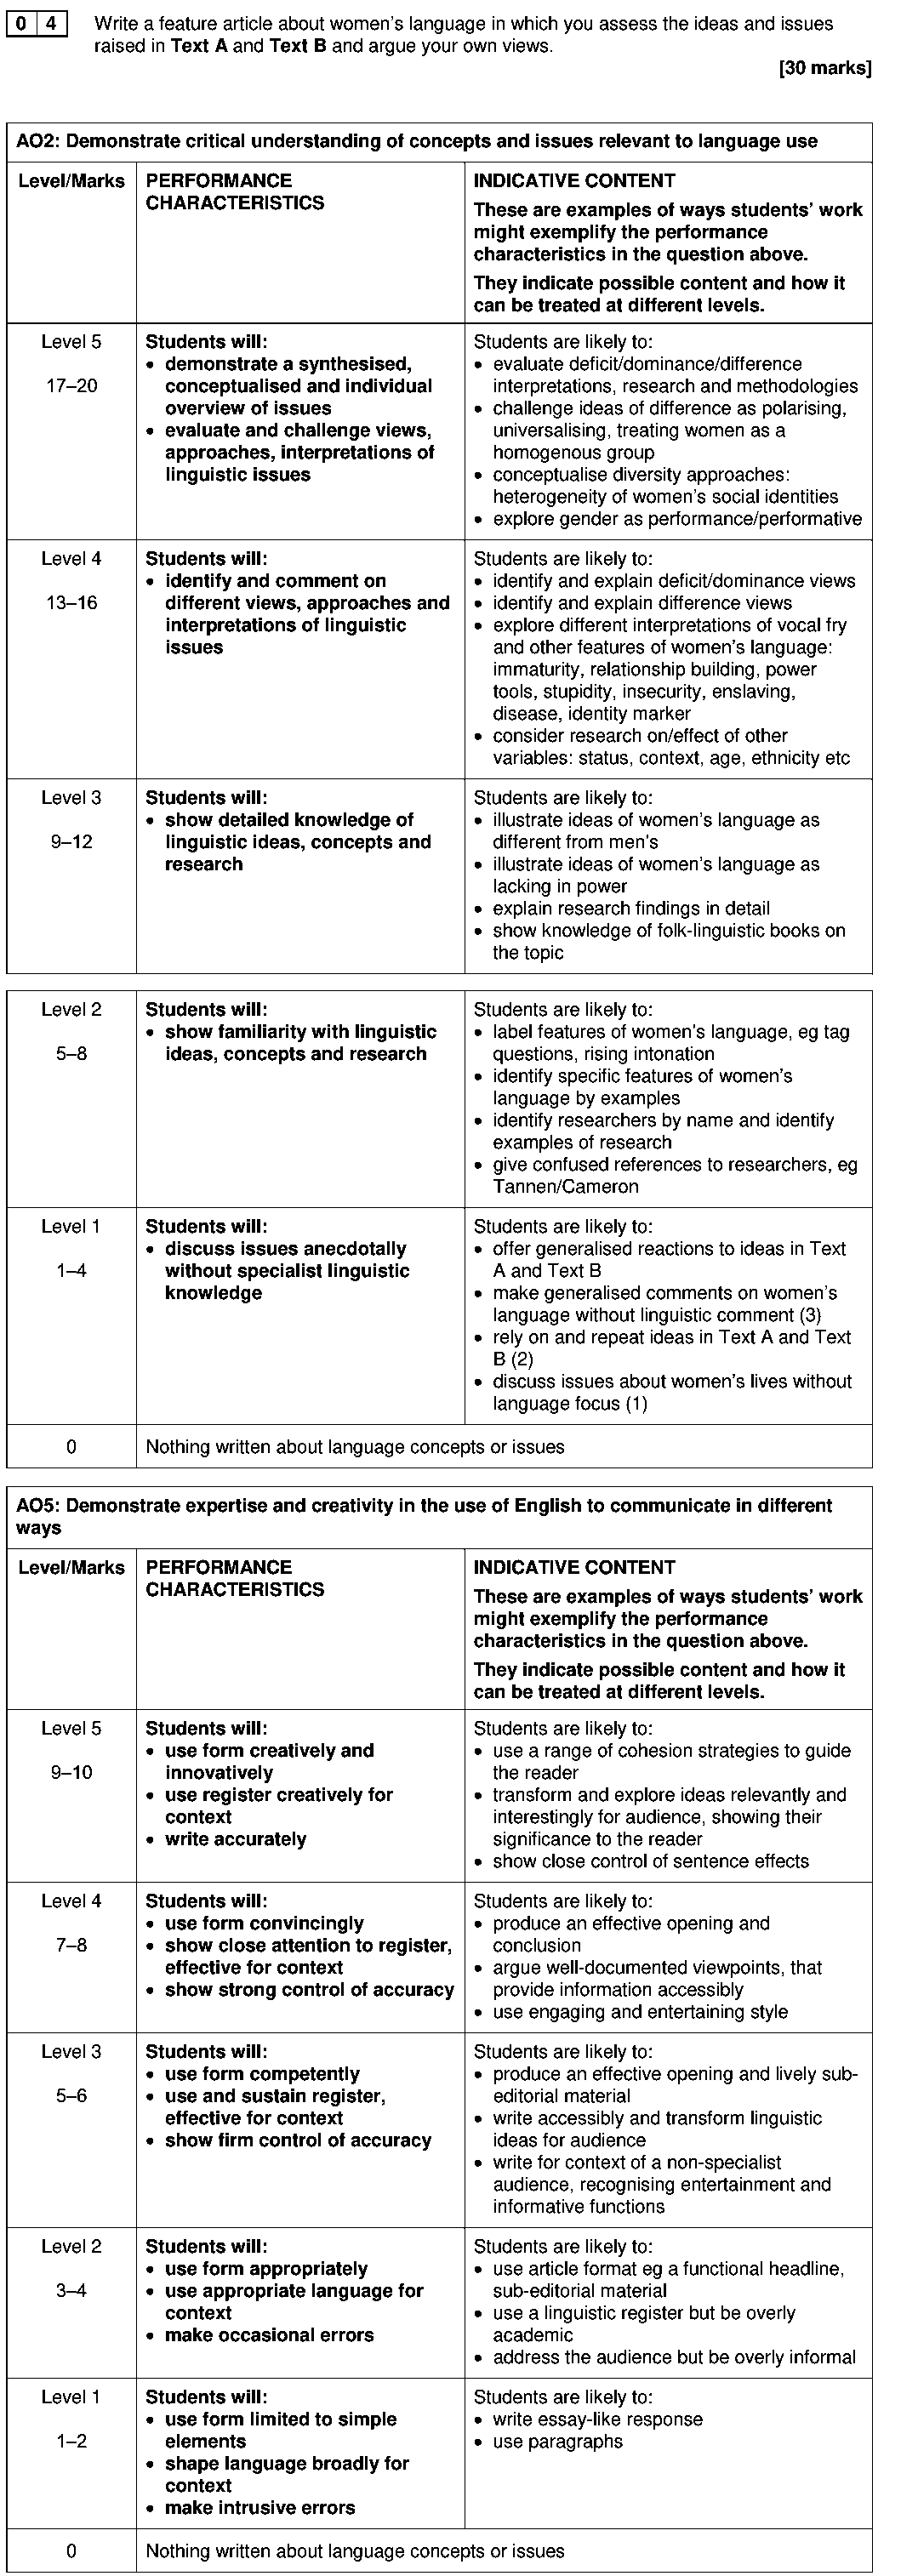 0 4 Write a feature article about women's language in which you assess the ideas and issues
raised in Text A and Text B and argue your own views.
[30 marks]
AO2: Demonstrate critical understanding of concepts and issues relevant to language use
Level/Marks PERFORMANCE
CHARACTERISTICS
INDICATIVE CONTENT
These are examples of ways students' work
might exemplify the performance
characteristics in the question above.
They indicate possible content and how it
can be treated at different levels.
Level 5
17–20
Students will:
• demonstrate a synthesised,
conceptualised and individual
overview of issues
• evaluate and challenge views,
approaches, interpretations of
linguistic issues
Students are likely to:
• evaluate deficit/dominance/difference
interpretations, research and methodologies
• challenge ideas of difference as polarising,
universalising, treating women as a
homogenous group
• conceptualise diversity approaches:
heterogeneity of women's social identities
• explore gender as performance/performative
Level 4
13–16
Students will:
• identify and comment on
different views, approaches and
interpretations of linguistic
issues
Students are likely to:
• identify and explain deficit/dominance views
• identify and explain difference views
• explore different interpretations of vocal fry
and other features of women's language:
immaturity, relationship building, power
tools, stupidity, insecurity, enslaving,
disease, identity marker
• consider research on/effect of other
variables: status, context, age, ethnicity etc
Level 3
9–12
Students will:
• show detailed knowledge of
linguistic ideas, concepts and
research
Students are likely to:
• illustrate ideas of women's language as
different from men's
• illustrate ideas of women's language as
lacking in power
• explain research findings in detail
• show knowledge of folk-linguistic books on
the topic
Level 2
5–8
Students will:
• show familiarity with linguistic
ideas, concepts and research
Students are likely to:
• label features of women's language, eg tag
questions, rising intonation
• identify specific features of women's
language by examples
• identify researchers by name and identify
examples of research
• give confused references to researchers, eg
Tannen/Cameron
Level 1
1–4
Students will:
• discuss issues anecdotally
without specialist linguistic
knowledge
Students are likely to:
• offer generalised reactions to ideas in Text
A and Text B
• make generalised comments on women's
language without linguistic comment (3)
• rely on and repeat ideas in Text A and Text
B (2)
• discuss issues about women's lives without
language focus (1)
0 Nothing written about language concepts or issues
AO5: Demonstrate expertise and creativity in the use of English to communicate in different
ways
Level/Marks PERFORMANCE
CHARACTERISTICS
INDICATIVE CONTENT
These are examples of ways students' work
might exemplify the performance
characteristics in the question above.
They indicate possible content and how it
can be treated at different levels.
Level 5
9–10
Students will:
• use form creatively and
innovatively
• use register creatively for
context
• write accurately
Students are likely to:
• use a range of cohesion strategies to guide
the reader
• transform and explore ideas relevantly and
interestingly for audience, showing their
significance to the reader
• show close control of sentence effects
Level 4
7–8
Students will:
• use form convincingly
• show close attention to register,
effective for context
• show strong control of accuracy
Students are likely to:
• produce an effective opening and
conclusion
• argue well-documented viewpoints, that
provide information accessibly
• use engaging and entertaining style
Level 3
5–6
Students will:
• use form competently
• use and sustain register,
effective for context
• show firm control of accuracy
Students are likely to:
• produce an effective opening and lively sub-
editorial material
• write accessibly and transform linguistic
ideas for audience
• write for context of a non-specialist
audience, recognising entertainment and
informative functions
Level 2
3–4
Students will:
• use form appropriately
• use appropriate language for
context
• make occasional errors
Students are likely to:
• use article format eg a functional headline,
sub-editorial material
• use a linguistic register but be overly
academic
• address the audience but be overly informal
Level 1
1–2
Students will:
• use form limited to simple
elements
• shape language broadly for
context
• make intrusive errors
Students are likely to:
• write essay-like response
• use paragraphs
0 Nothing written about language concepts or issues